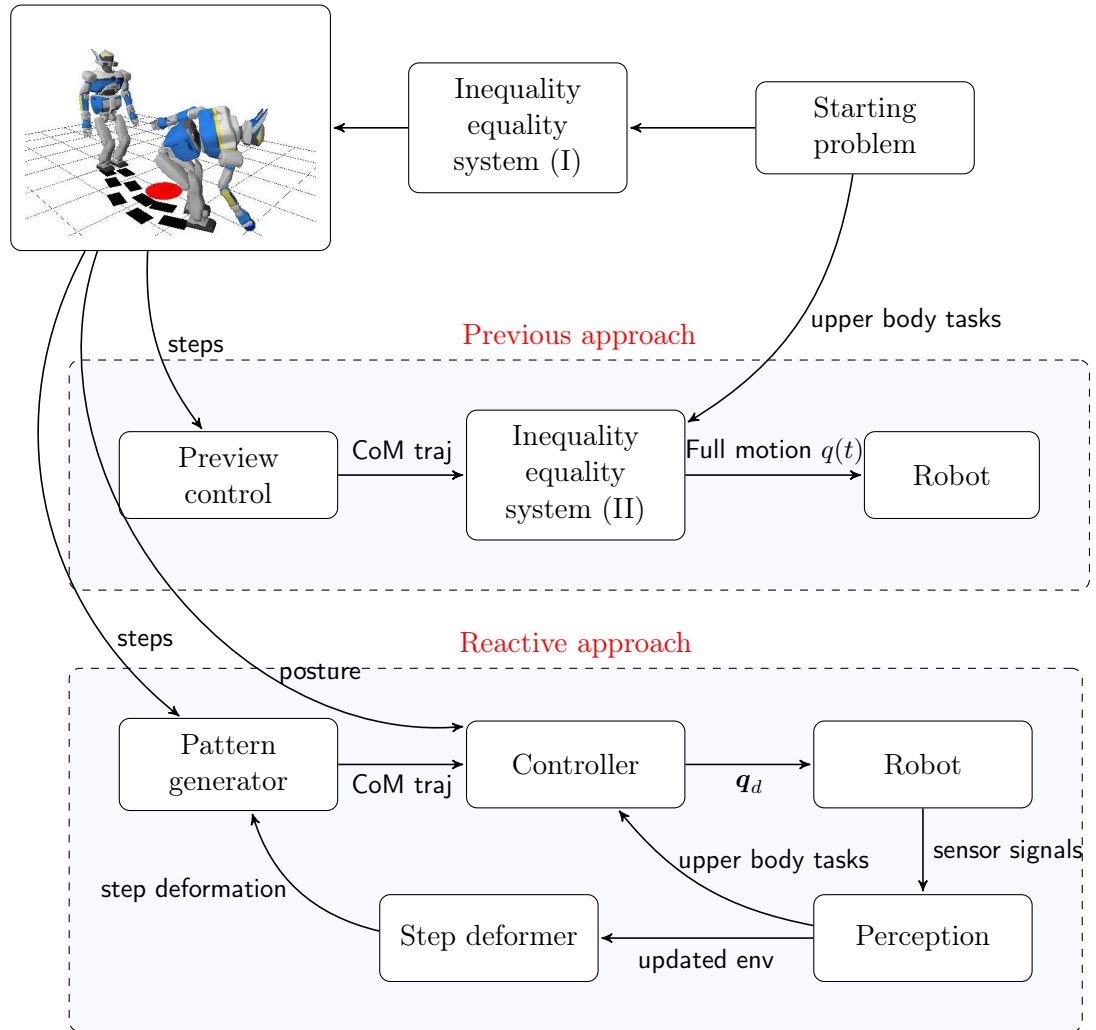 Inequality
equality
system (I)
Starting
problem
upper body tasks
Previous approach
steps
Preview
control
CoM traj
Inequality
equality
system (II)
Full motion q(t)
Robot
steps
Reactive approach
posture
Pattern
generator
CoM traj
Controller
q_d
Robot
upper body tasks
sensor signals
step deformation
Step deformer
updated env
Perception